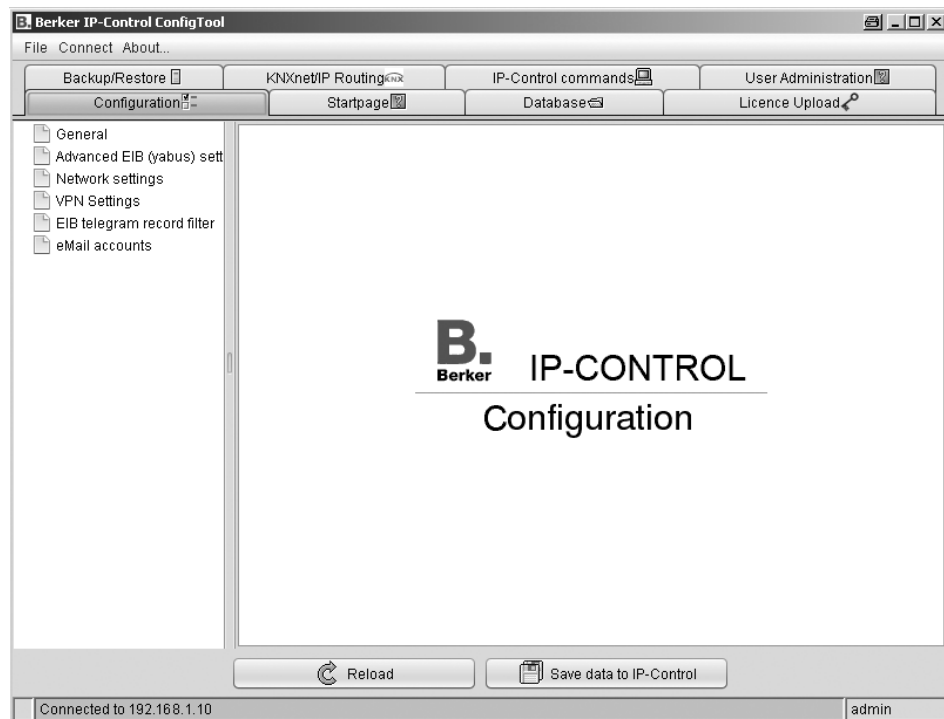 B. Berker IP-Control ConfigTool
File Connect About...
Backup/Restore
KNXnet/IP Routing KNX
IP-Control commands
User Administration
Configuration
Startpage
Database
Licence Upload
General
Advanced EIB (yabus) sett
Network settings
VPN Settings
EIB telegram record filter
eMail accounts
B.
Berker
IP-CONTROL
Configuration
Reload
Save data to IP-Control
Connected to 192.168.1.10
admin